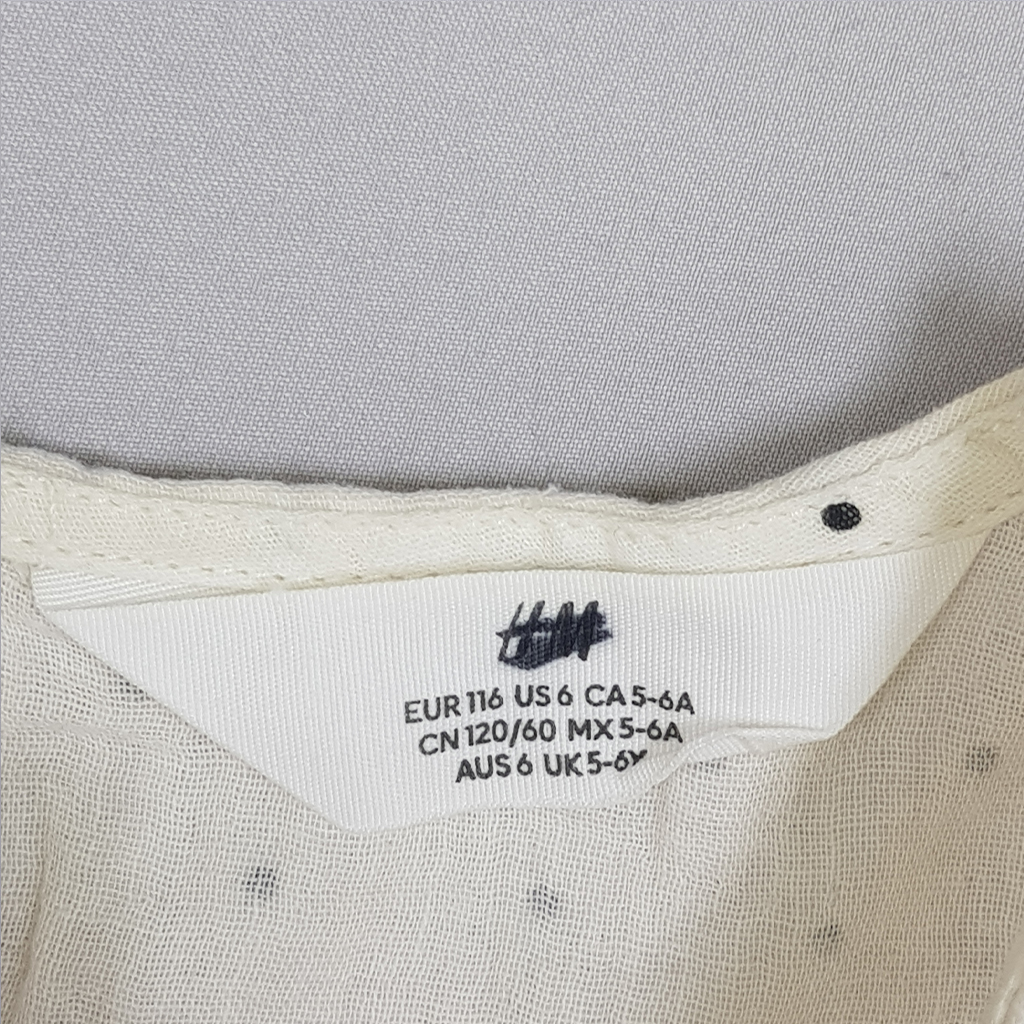 EUR 116 US 6 CA 5-6A
CN 120/60 MX 5-6A
AUS 6 UK 5-6Y